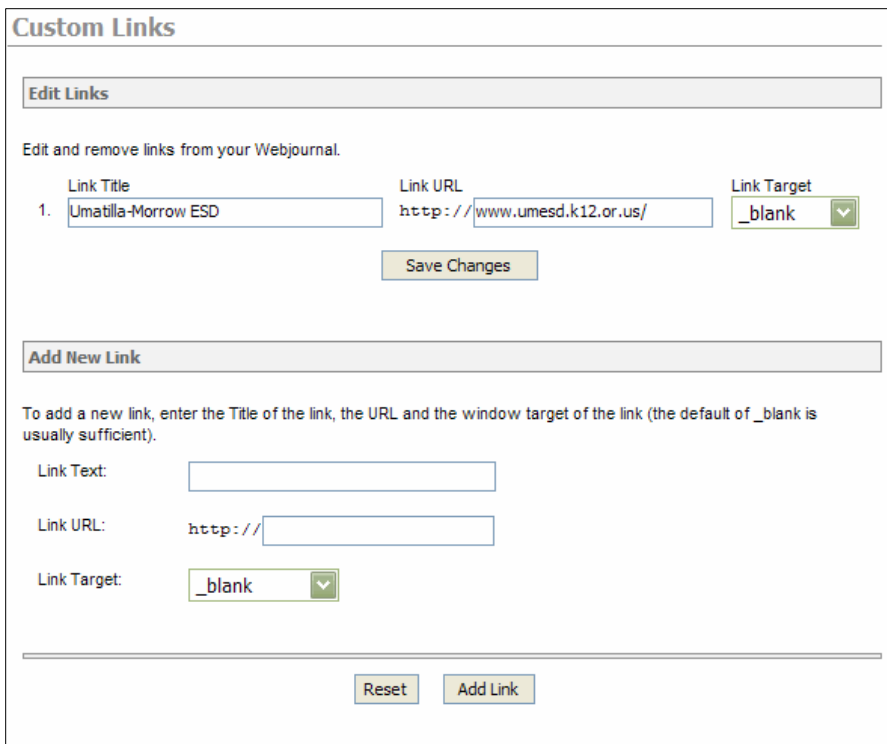 Custom Links
Edit Links
Edit and remove links from your Webjournal.
Link Title Link URL Link Target
1. Umatilla-Morrow ESD http:// www.umesd.k12.or.us/ _blank
Save Changes
Add New Link
To add a new link, enter the Title of the link, the URL and the window target of the link (the default of _blank is
usually sufficient).
Link Text:
Link URL: http://
Link Target: _blank
Reset Add Link